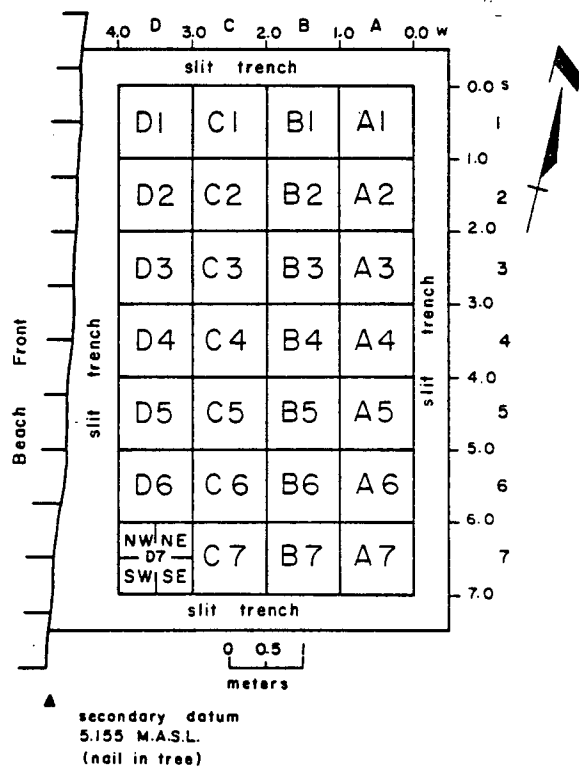 D C B A
4.0 3.0 2.0 1.0 0.0 W
slit trench
0.0 S
D1 C1 B1 A1 1
1.0
D2 C2 B2 A2 2
2.0
D3 C3 B3 A3 3
3.0
D4 C4 B4 A4 4
4.0
D5 C5 B5 A5 5
5.0
D6 C6 B6 A6 6
6.0
NW NE
D7 C7 B7 A7 7
SW SE
7.0
slit trench
slit trench
slit trench
Beach Front
0 0.5 1
meters
secondary datum
5.155 M.A.S.L.
(nail in tree)